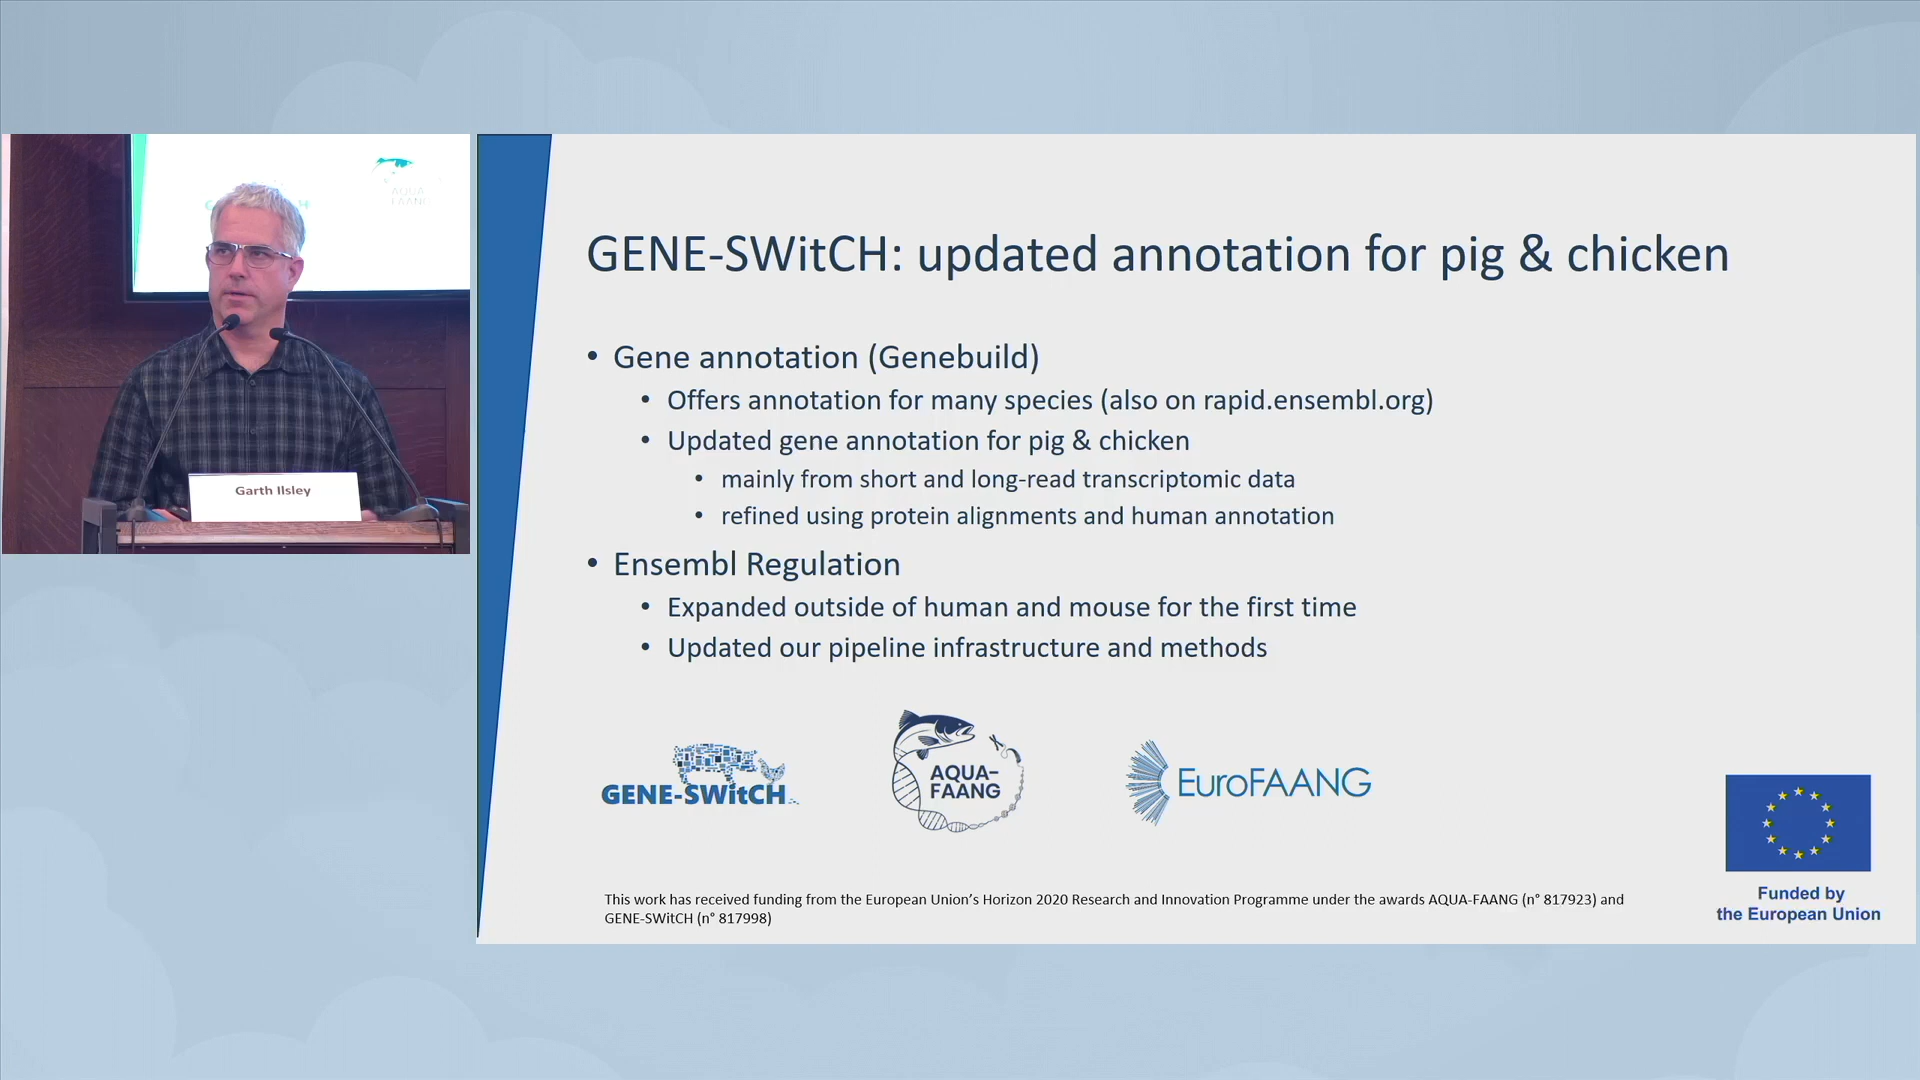 AQUA
FAANG
Garth Ilsley
GENE-SWitCH: updated annotation for pig & chicken
• Gene annotation (Genebuild)
• Offers annotation for many species (also on rapid.ensembl.org)
• Updated gene annotation for pig & chicken
• mainly from short and long-read transcriptomic data
• refined using protein alignments and human annotation
• Ensembl Regulation
• Expanded outside of human and mouse for the first time
• Updated our pipeline infrastructure and methods
GENE-SWitCH
AQUA-
FAANG
EuroFAANG
This work has received funding from the European Union's Horizon 2020 Research and Innovation Programme under the awards AQUA-FAANG (n° 817923) and
GENE-SWitCH (n° 817998)
Funded by
the European Union